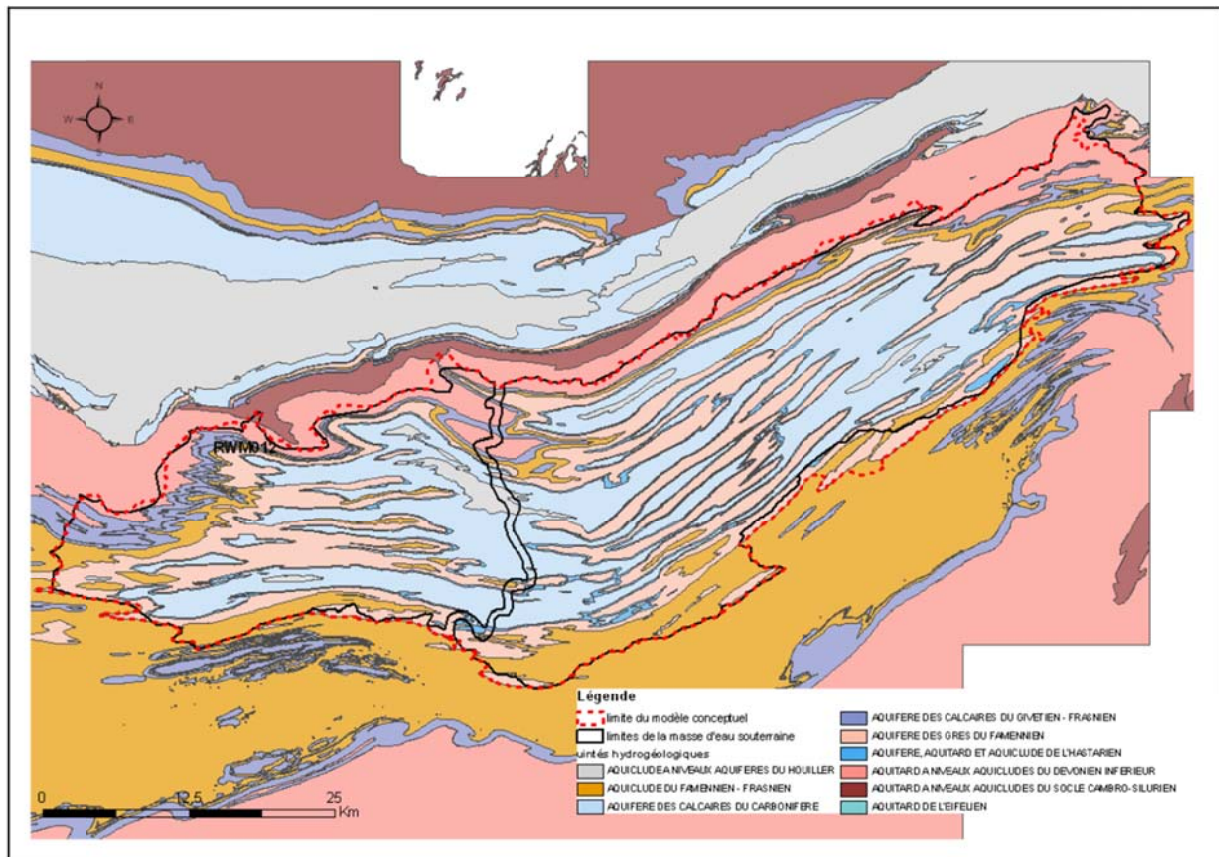 N
W E
S
RWM012
Légende
limite du modèle conceptuel
limites de la masse d'eau souterraine
uintés hydrogéologiques
AQUICLUDE A NIVEAUX AQUIFERES DU HOUILLER
AQUICLUDE DU FAMENNIEN - FRASNIEN
AQUIFERE DES CALCAIRES DU CARBONIFERE
AQUIFERE DES CALCAIRES DU GIVETIEN - FRASNIEN
AQUIFERE DES GRES DU FAMENNIEN
AQUIFERE, AQUITARD ET AQUICLUDE DE L'HASTARIEN
AQUITARD A NIVEAUX AQUICLUDES DU DEVONIEN INFERIEUR
AQUITARD A NIVEAUX AQUICLUDES DU SOCLE CAMBRO-SILURIEN
AQUITARD DE L'EIFELIEN
0 12,5 25
Km